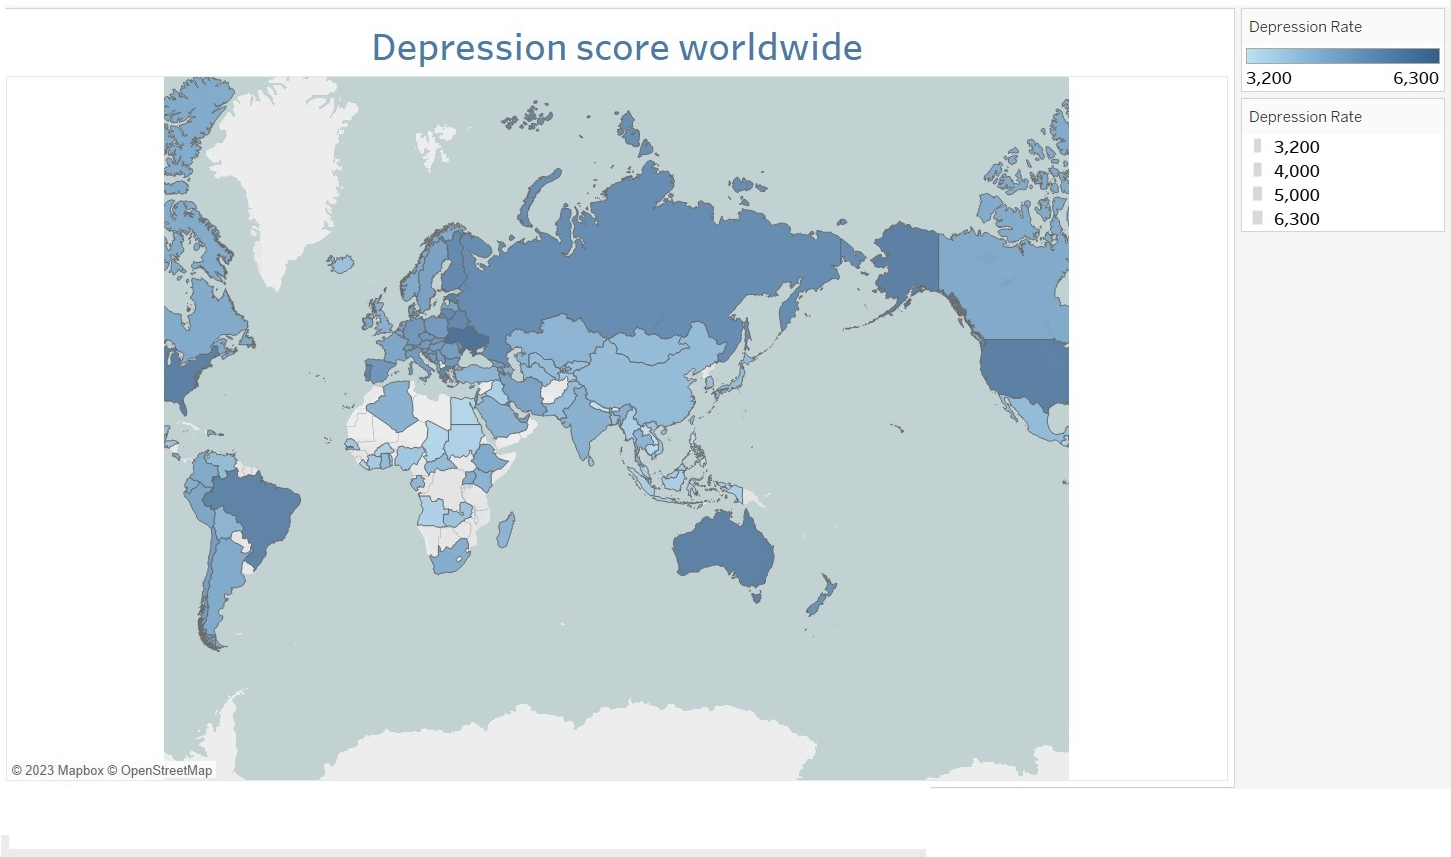 Depression score worldwide
Depression Rate
3,200 6,300
Depression Rate
3,200
4,000
5,000
6,300
© 2023 Mapbox © OpenStreetMap